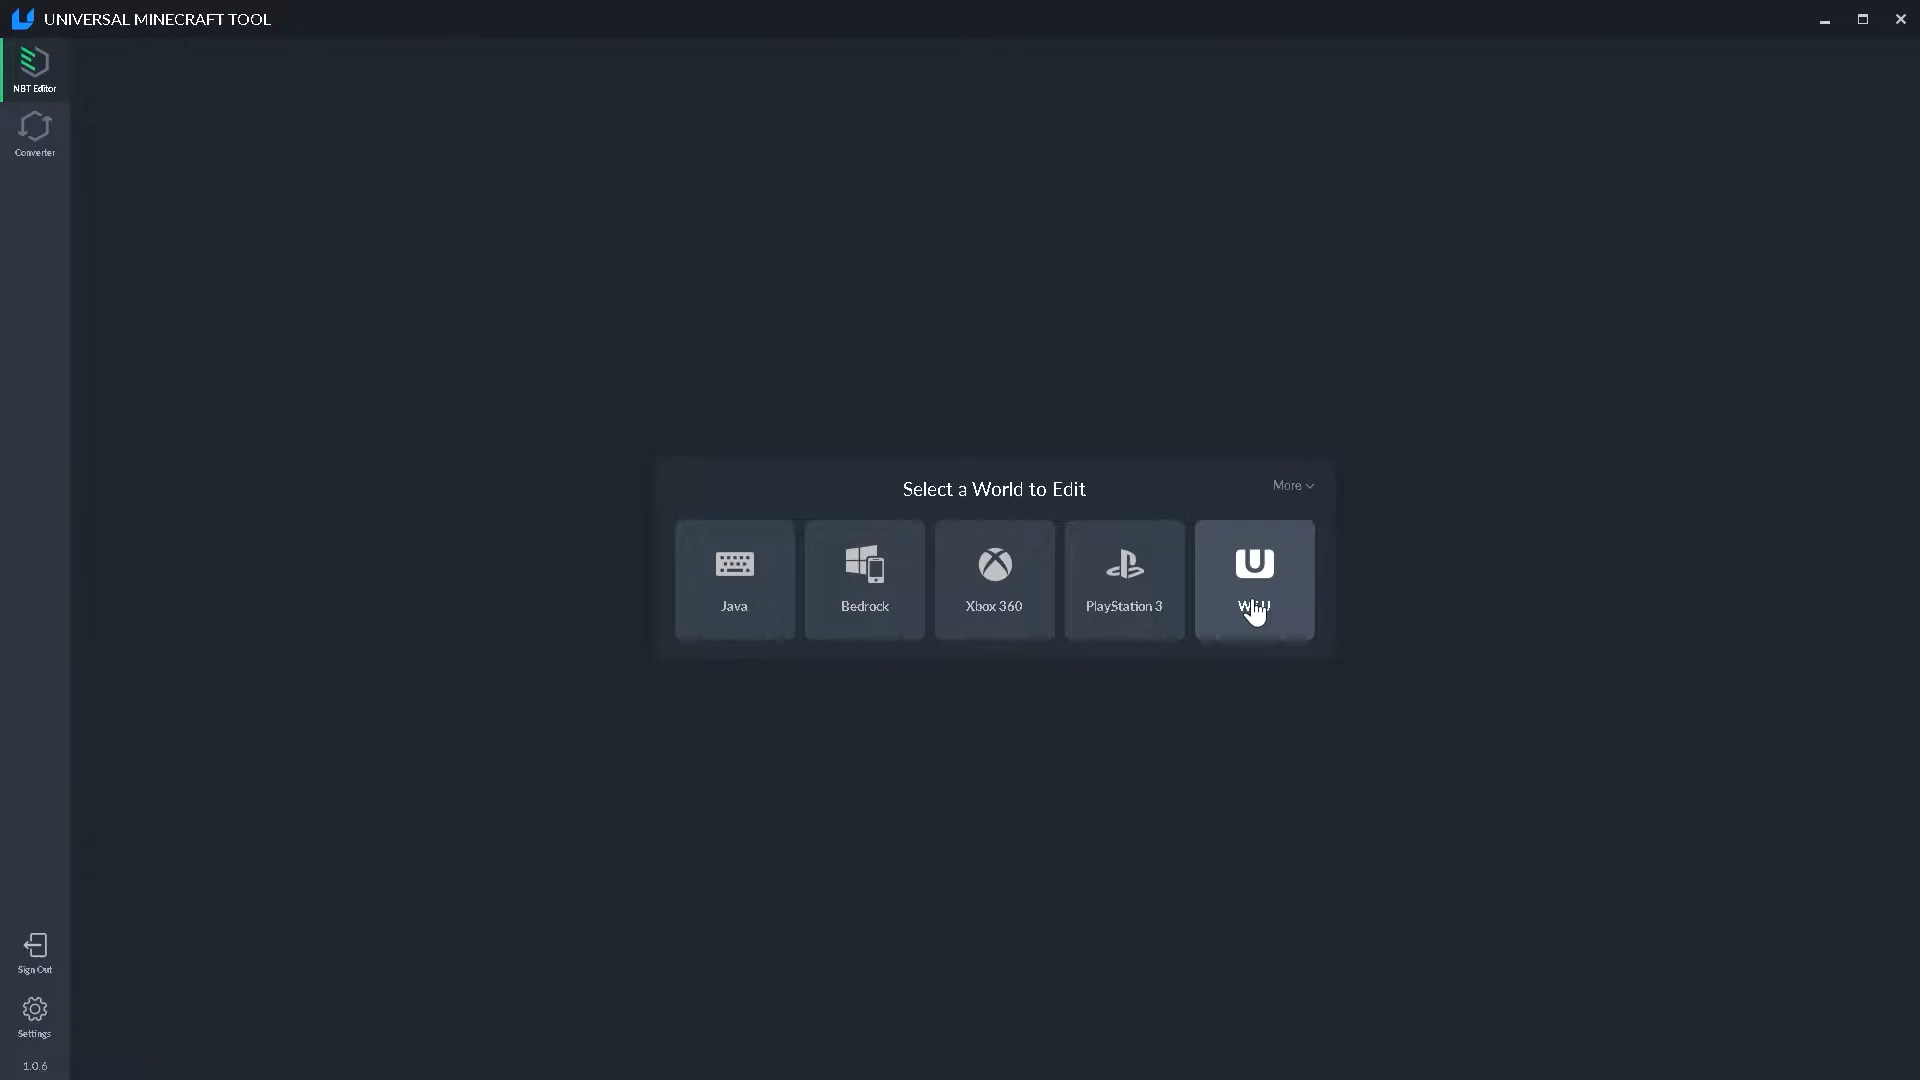 UNIVERSAL MINECRAFT TOOL
NBT Editor
Converter
Select a World to Edit
More
Java
Bedrock
Xbox 360
PlayStation 3
Sign Out
Settings
1.0.6